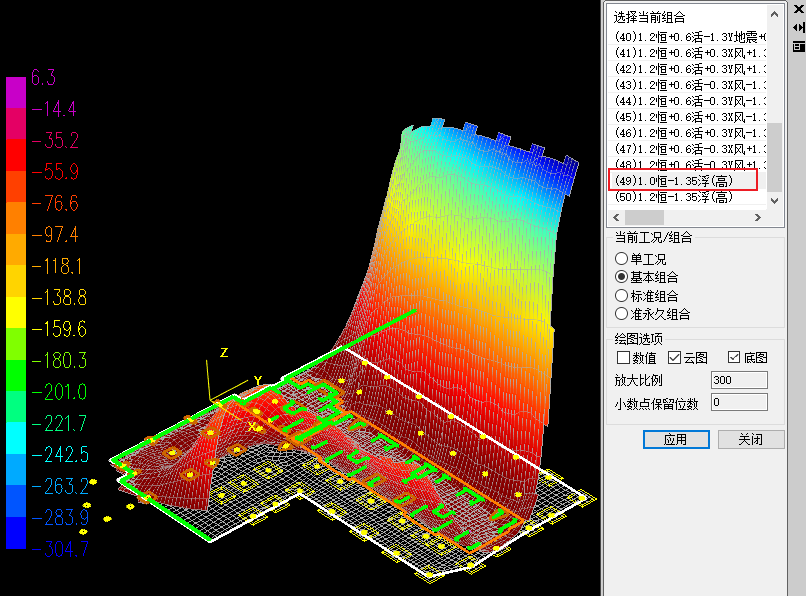 6.3
-14.4
-35.2
-55.9
-76.6
-97.4
-118.1
-138.8
-159.6
-180.3
-201.0
-221.7
-242.5
-263.2
-283.9
-304.7
Z
Y
X
选择当前组合
(40)1.2恒+0.6活-1.3Y地震+0
(41)1.2恒+0.6活+0.3X风+1.3
(42)1.2恒+0.6活+0.3Y风+1.3
(43)1.2恒+0.6活-0.3X风+1.3
(44)1.2恒+0.6活-0.3Y风+1.3
(45)1.2恒+0.6活+0.3X风-1.3
(46)1.2恒+0.6活+0.3Y风-1.3
(47)1.2恒+0.6活-0.3X风-1.3
(48)1.2恒+0.6活-0.3Y风+1.3
(49)1.0恒-1.35浮(高)
(50)1.2恒-1.35浮(高)
当前工况/组合
单工况
基本组合
标准组合
准永久组合
绘图选项
数值 云图 底图
放大比例 300
小数点保留位数 0
应用 关闭